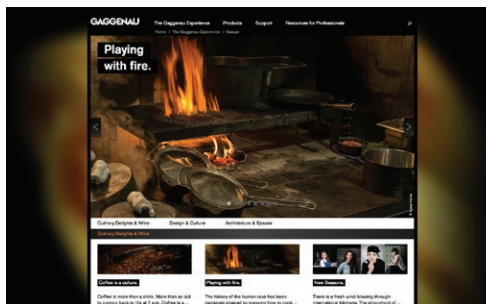 GAGGENAU
The Gaggenau Experience Products Support Resources for Professionals
Home / The Gaggenau Experience / Essays
Playing
with fire.
Culinary Delights & Wine Design & Culture Architecture & Spaces
Culinary Delights & Wine
Coffee is a culture. Playing with fire. New Seasons.
Coffee is more than a drink. More than an aid The history of the human race has been There is a fresh wind blowing through